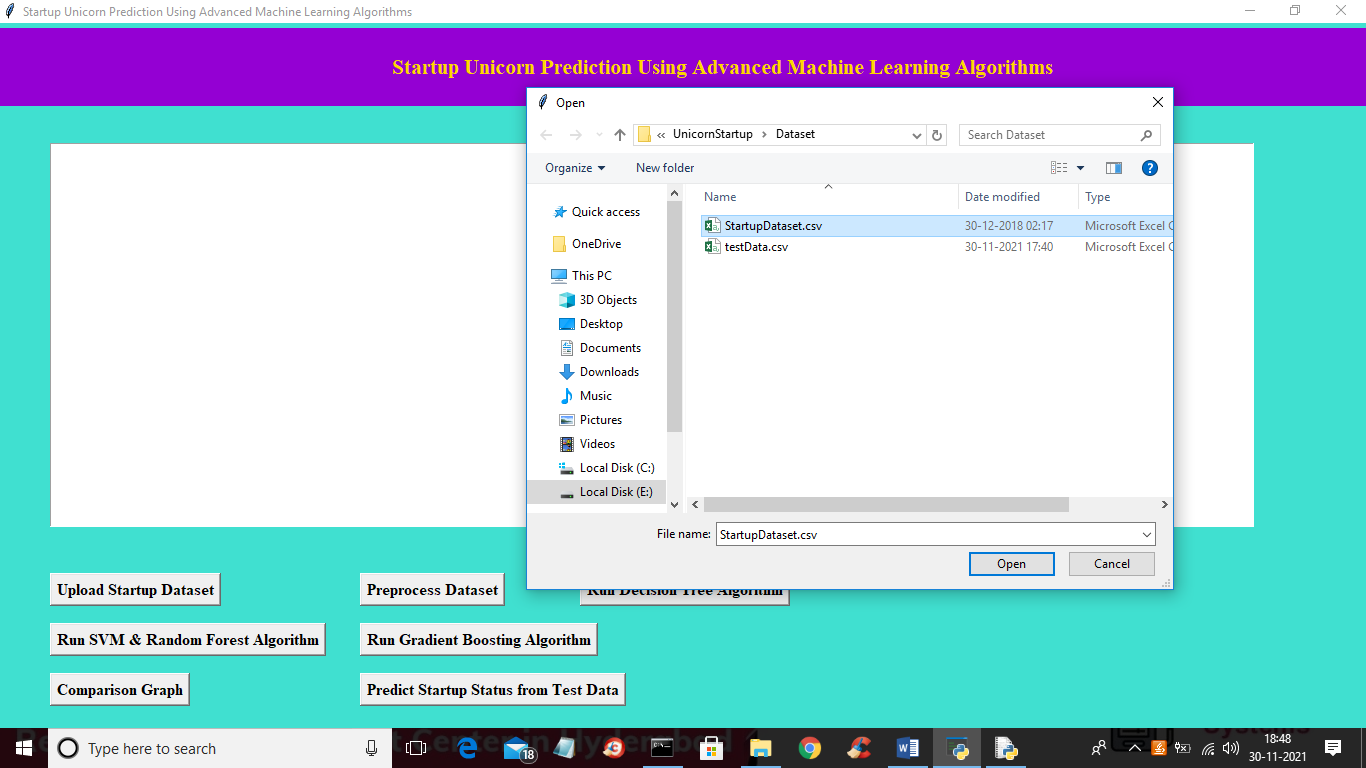 Startup Unicorn Prediction Using Advanced Machine Learning Algorithms
Startup Unicorn Prediction Using Advanced Machine Learning Algorithms
Open
« UnicornStartup › Dataset
Search Dataset
Organize
New folder
Name
Date modified
Type
Quick access
OneDrive
This PC
3D Objects
Desktop
Documents
Downloads
Music
Pictures
Videos
Local Disk (C:)
Local Disk (E:)
StartupDataset.csv 30-12-2018 02:17 Microsoft Excel
testData.csv 30-11-2021 17:40 Microsoft Excel
File name: StartupDataset.csv
Open Cancel
Upload Startup Dataset Preprocess Dataset Run Decision Tree Algorithm
Run SVM & Random Forest Algorithm Run Gradient Boosting Algorithm
Comparison Graph Predict Startup Status from Test Data
Type here to search
18
18:48
30-11-2021